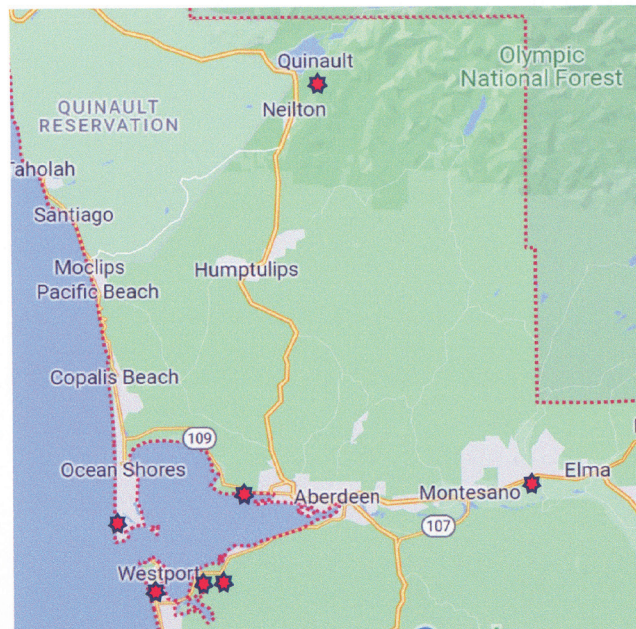 Quinault
Olympic
National Forest
QUINAULT
RESERVATION
Neilton
Taholah
Santiago
Moclips
Pacific Beach
Humptulips
Copalis Beach
109
Ocean Shores
Aberdeen
Montesano
Elma
107
Westport